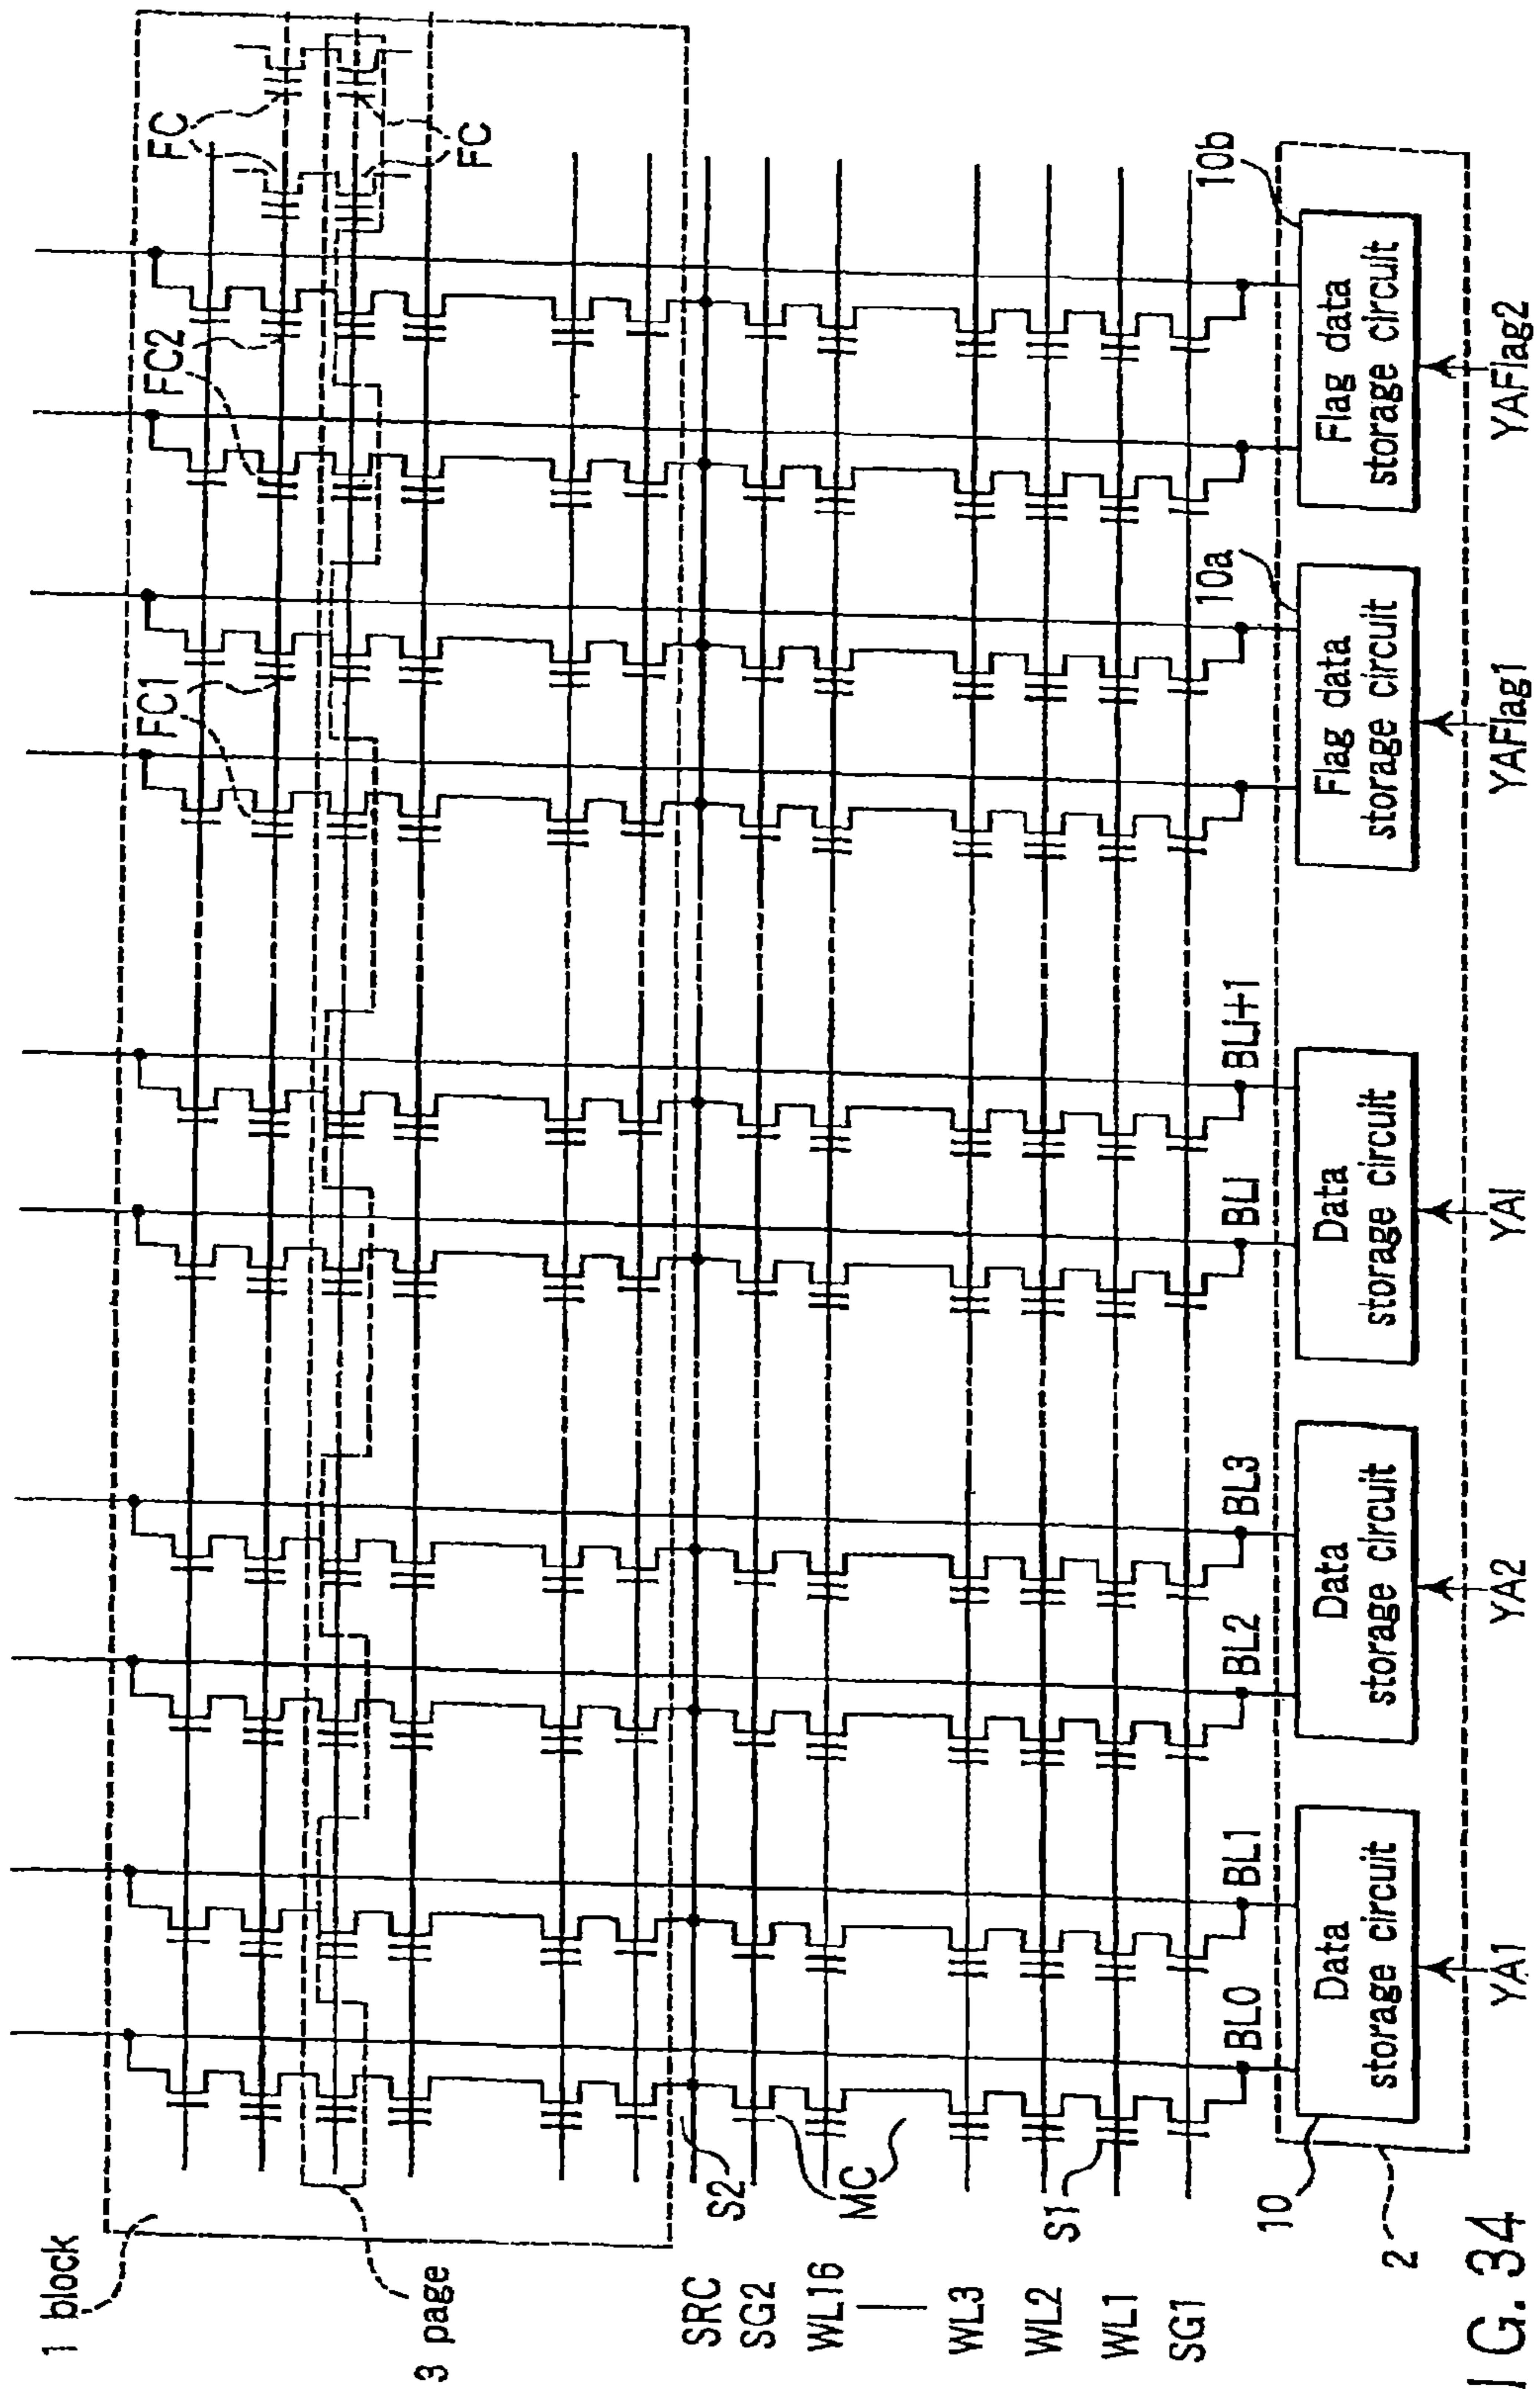 1 block
3 page
FC
FC
FC1
FC2
SRC
SG2
WL16
WL3
WL2
WL1
SG1
S2
MC
S1
BL0
BL1
BL2
BL3
BLi
BLi+1
10
10a
10b
2
Data
storage circuit
Data
storage circuit
Data
storage circuit
Flag data
storage circuit
Flag data
storage circuit
YA1
YA2
YAi
YAFlag1
YAFlag2
I G. 34